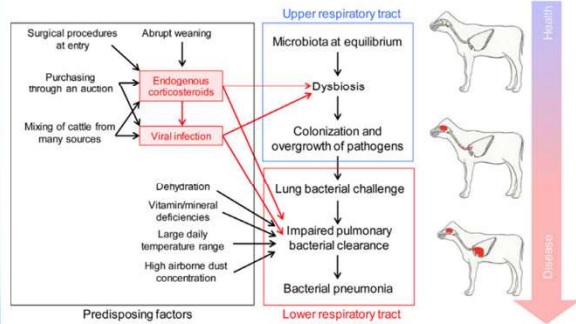 Surgical procedures
at entry
Abrupt weaning
Purchasing
through an auction
Endogenous
corticosteroids
Mixing of cattle from
many sources
Viral infection
Dehydration
Vitamin/mineral
deficiencies
Large daily
temperature range
High airborne dust
concentration
Predisposing factors
Upper respiratory tract
Microbiota at equilibrium
Dysbiosis
Colonization and
overgrowth of pathogens
Lung bacterial challenge
Impaired pulmonary
bacterial clearance
Bacterial pneumonia
Lower respiratory tract
Health
Disease